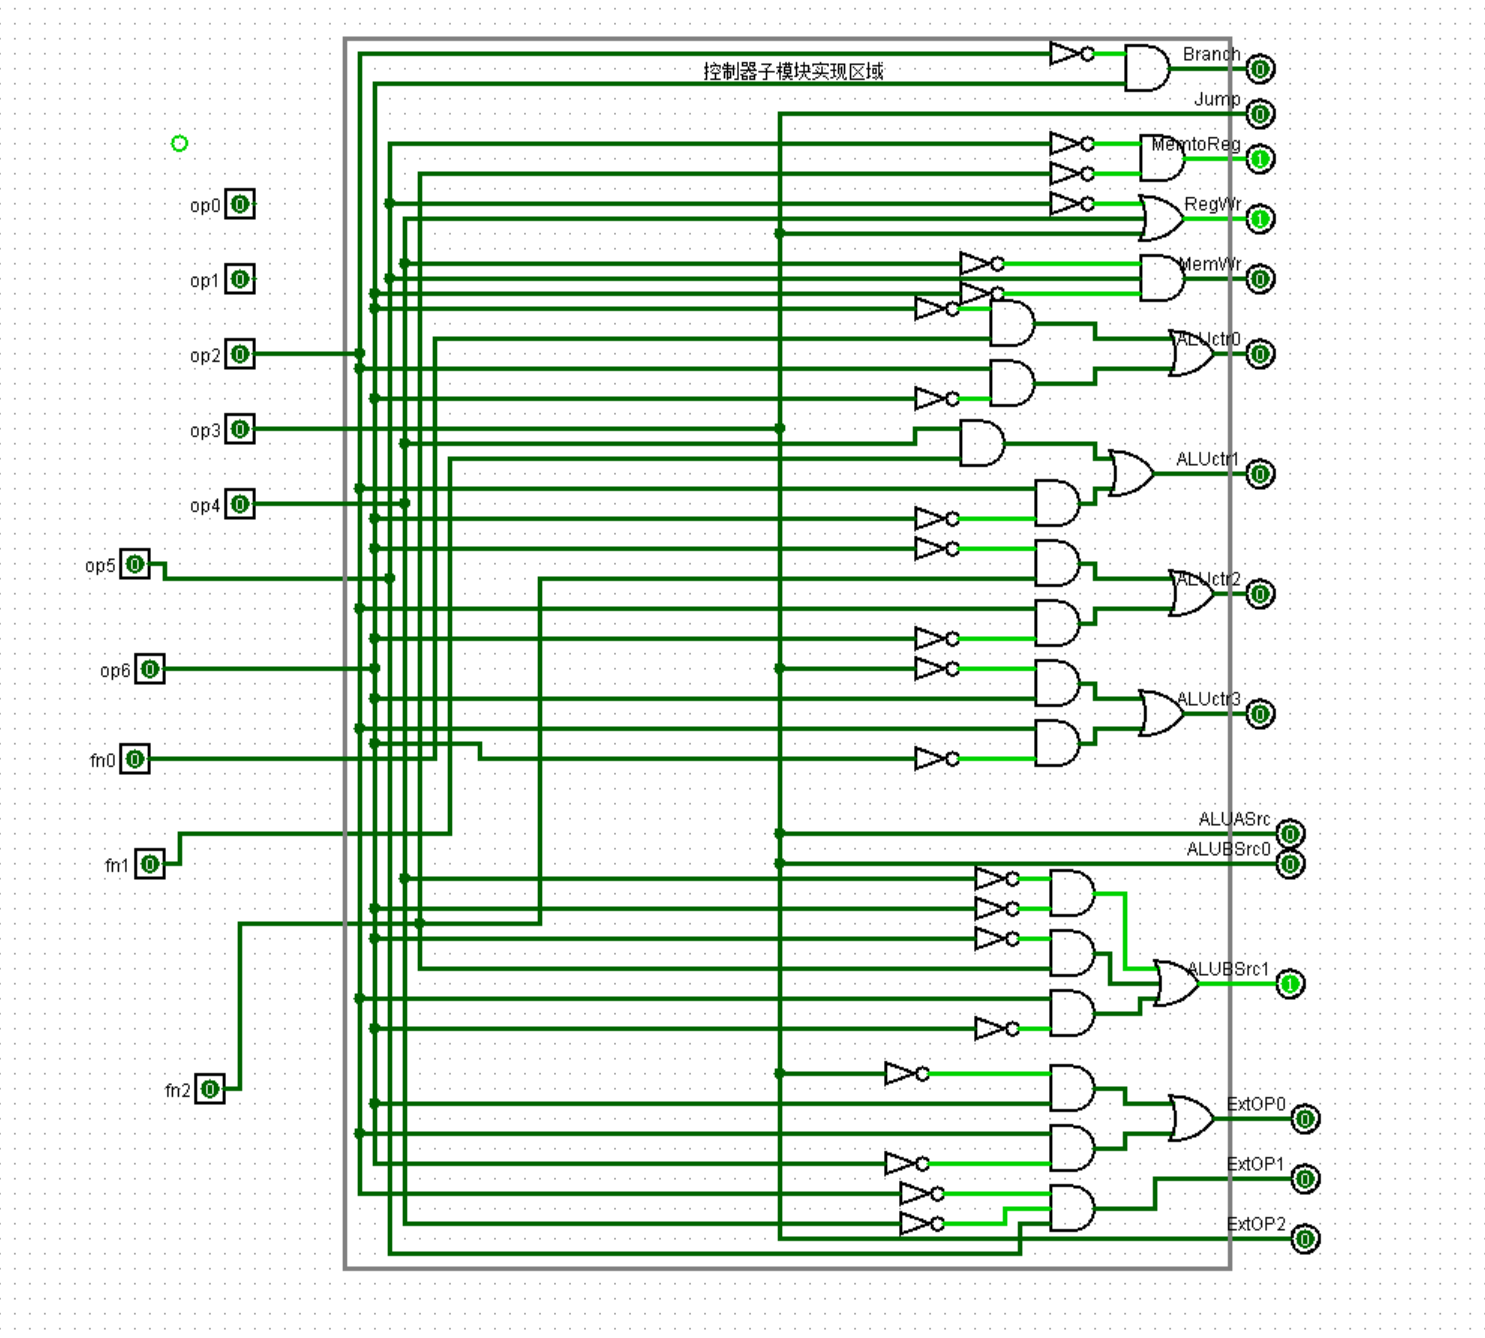 Branch 0
控制器子模块实现区域
Jump 0
MemtoReg 1
op0 0
RegWr 1
op1 0
MemWr 0
op2 0
ALUctr0 0
op3 0
ALUctr1 0
op4 0
op5 0
ALUctr2 0
op6 0
ALUctr3 0
fn0 0
ALUASrc 0
ALUBSrc0 0
fn1 0
ALUBSrc1 1
fn2 0
ExtOP0 0
ExtOP1 0
ExtOP2 0